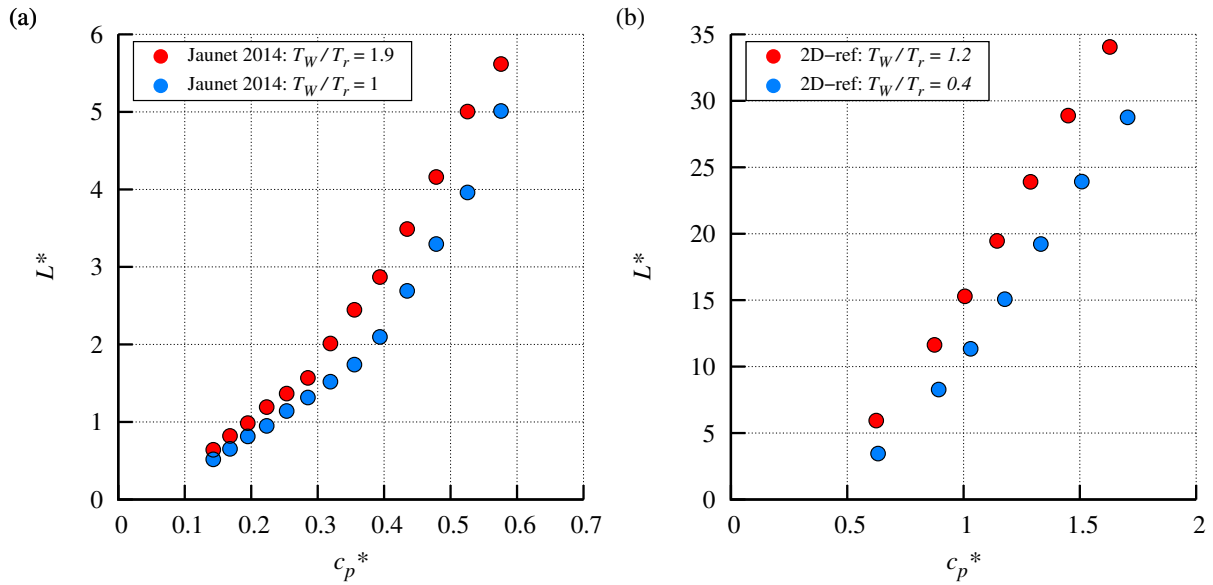 (a)
Jaunet 2014: T_W / T_r = 1.9
Jaunet 2014: T_W / T_r = 1
6
5
4
3
2
1
0
L*
0 0.1 0.2 0.3 0.4 0.5 0.6 0.7
c_p*
(b)
2D−ref: T_W / T_r = 1.2
2D−ref: T_W / T_r = 0.4
35
30
25
20
15
10
5
0
L*
0 0.5 1 1.5 2
c_p*